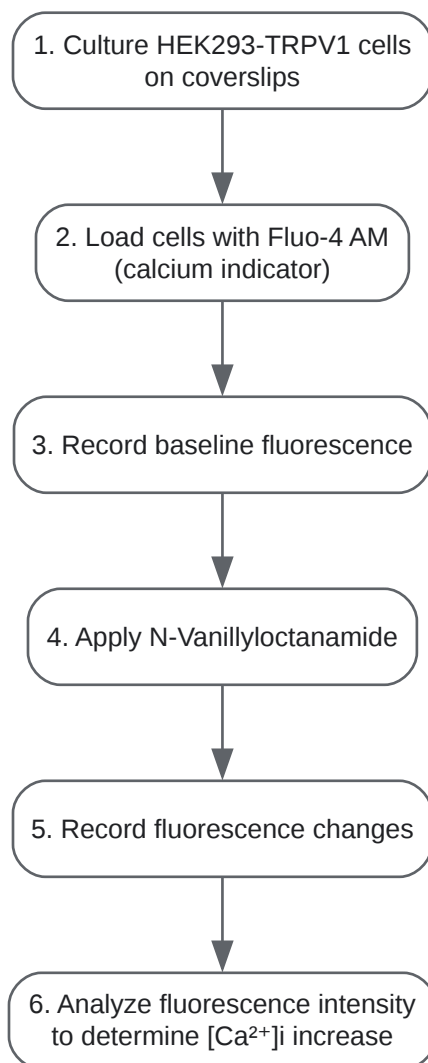 1. Culture HEK293-TRPV1 cells
on coverslips
2. Load cells with Fluo-4 AM
(calcium indicator)
3. Record baseline fluorescence
4. Apply N-Vanillyloctanamide
5. Record fluorescence changes
6. Analyze fluorescence intensity
to determine [Ca²⁺]i increase